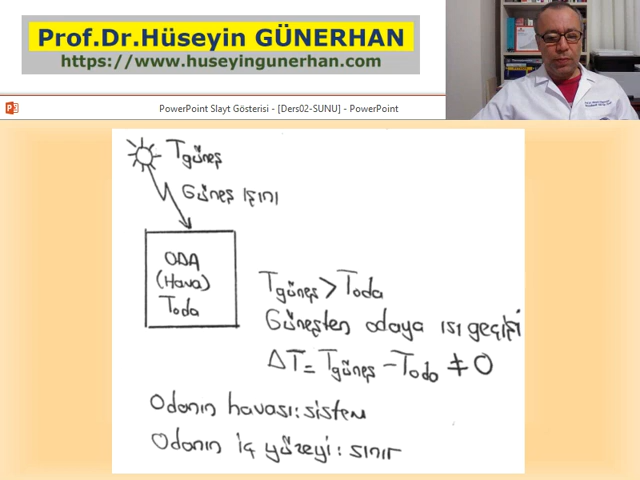 Prof.Dr.Hüseyin GÜNERHAN
https://www.huseyingunerhan.com
PowerPoint Slayt Gösterisi - [Ders02-SUNU] - PowerPoint
Tgüneş
Güneş ışını
ODA
(Hava)
Toda
Tgüneş > Toda
Güneşten odaya ısı geçişi
ΔT = Tgüneş - Toda ≠ 0
Odanın havası: sistem
Odanın iç yüzeyi: sınır